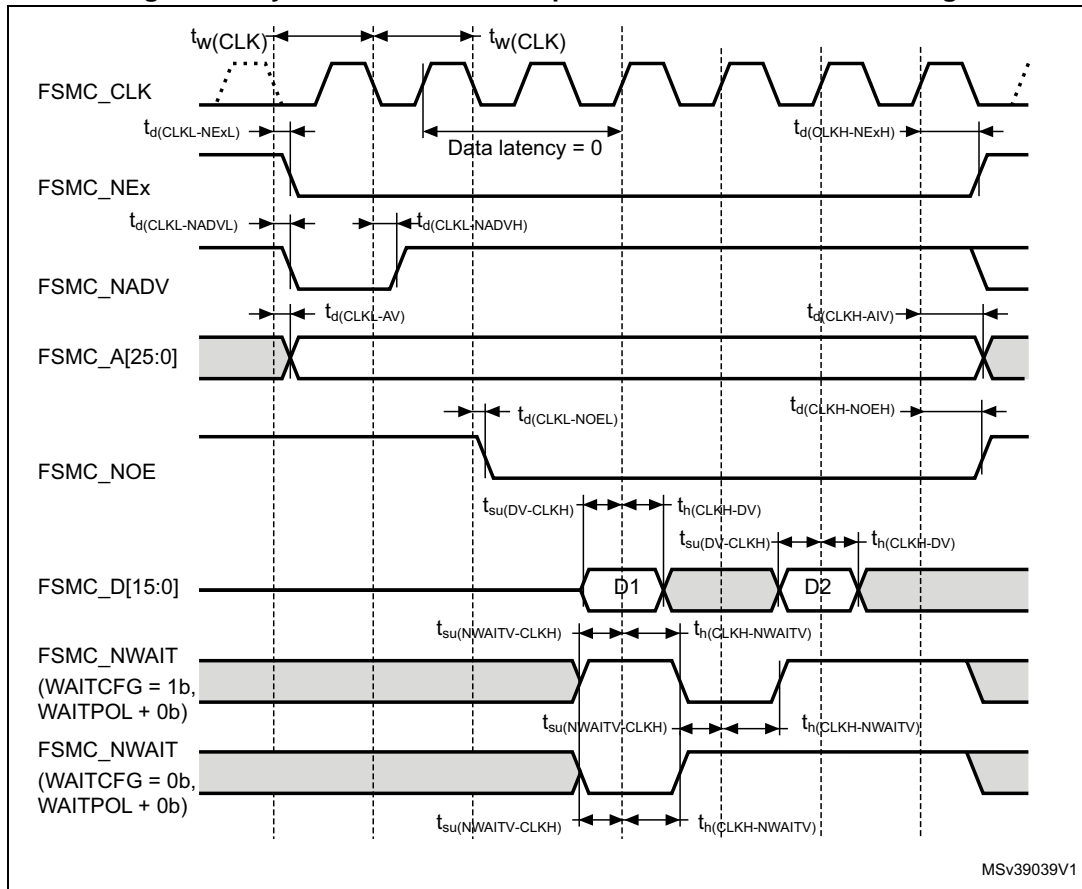 tw(CLK) tw(CLK)
FSMC_CLK
td(CLKL-NExL) Data latency = 0 td(CLKH-NExH)
FSMC_NEx
td(CLKL-NADVL) td(CLKL-NADVH)
FSMC_NADV
td(CLKL-AV) td(CLKH-AIV)
FSMC_A[25:0]
td(CLKL-NOEL) td(CLKH-NOEH)
FSMC_NOE
tsu(DV-CLKH) th(CLKH-DV)
tsu(DV-CLKH) th(CLKH-DV)
FSMC_D[15:0] D1 D2
tsu(NWAITV-CLKH) th(CLKH-NWAITV)
FSMC_NWAIT
(WAITCFG = 1b,
WAITPOL + 0b)
tsu(NWAITV-CLKH) th(CLKH-NWAITV)
FSMC_NWAIT
(WAITCFG = 0b,
WAITPOL + 0b)
tsu(NWAITV-CLKH) th(CLKH-NWAITV)
MSv39039V1